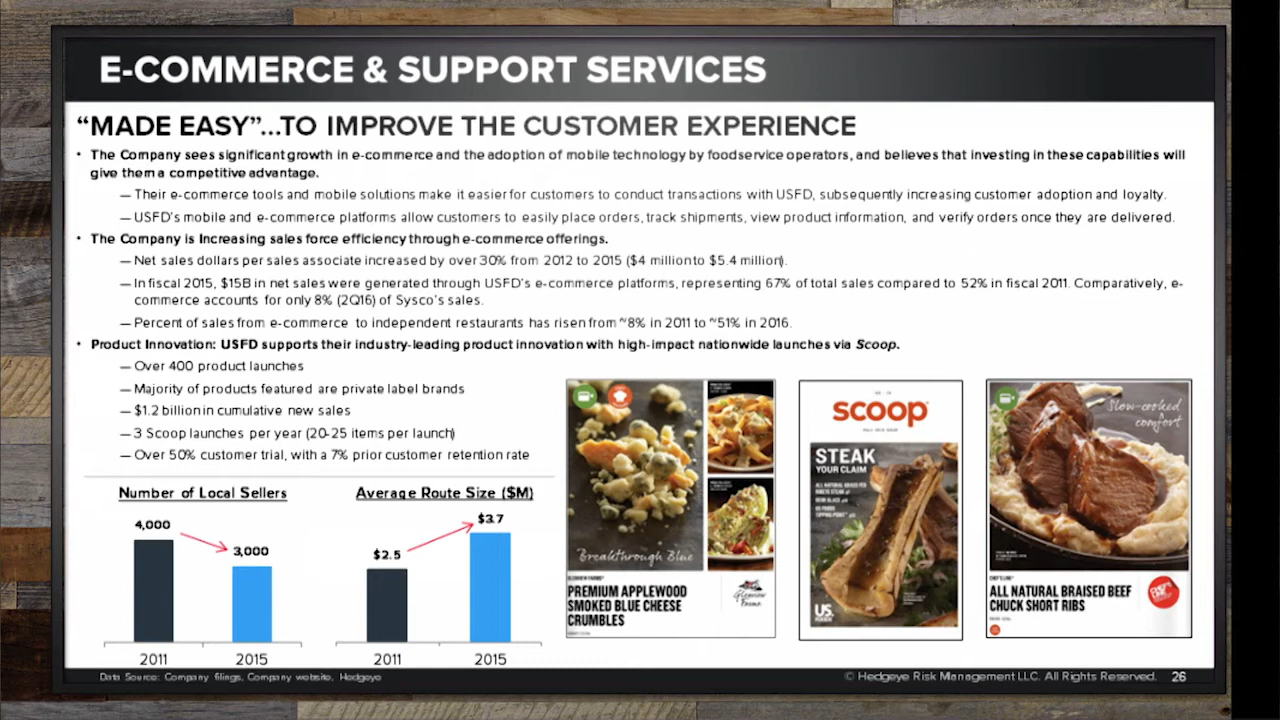 E-COMMERCE & SUPPORT SERVICES
“MADE EASY”...TO IMPROVE THE CUSTOMER EXPERIENCE
• The Company sees significant growth in e-commerce and the adoption of mobile technology by foodservice operators, and believes that investing in these capabilities will
give them a competitive advantage.
— Their e-commerce tools and mobile solutions make it easier for customers to conduct transactions with USFD, subsequently increasing customer adoption and loyalty.
— USFD's mobile and e-commerce platforms allow customers to easily place orders, track shipments, view product information, and verify orders once they are delivered.
• The Company is Increasing sales force efficiency through e-commerce offerings.
— Net sales dollars per sales associate increased by over 30% from 2012 to 2015 ($4 million to $5.4 million).
— In fiscal 2015, $15B in net sales were generated through USFD's e-commerce platforms, representing 67% of total sales compared to 52% in fiscal 2011. Comparatively, e-
commerce accounts for only 8% (2Q16) of Sysco's sales.
— Percent of sales from e-commerce to independent restaurants has risen from ~8% in 2011 to ~51% in 2016.
• Product Innovation: USFD supports their industry-leading product innovation with high-impact nationwide launches via Scoop.
— Over 400 product launches
— Majority of products featured are private label brands
— $1.2 billion in cumulative new sales
— 3 Scoop launches per year (20-25 items per launch)
— Over 50% customer trial, with a 7% prior customer retention rate
Number of Local Sellers
4,000
3,000
2011 2015
Average Route Size ($M)
$2.5
$3.7
2011 2015
Breakthrough Blue
PREMIUM APPLEWOOD
SMOKED BLUE CHEESE
CRUMBLES
Glenview
Farms
scoop
STEAK
YOUR CLAIM
US.
FOODS
Slow-cooked
comfort
CHEF'S LINE
ALL NATURAL BRAISED BEEF
CHUCK SHORT RIBS
Data Source: Company filings, Company website, Hedgeye
© Hedgeye Risk Management LLC. All Rights Reserved. 26